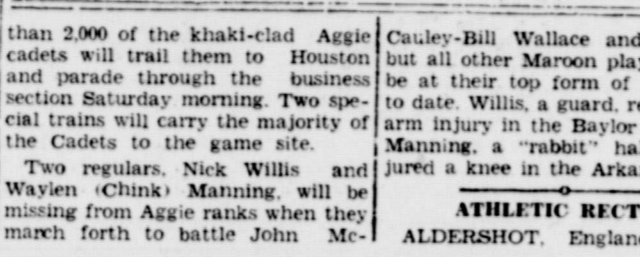 than 2,000 of the khaki-clad Aggie
cadets will trail them to Houston
and parade through the business
section Saturday morning. Two spe-
cial trains will carry the majority of
the Cadets to the game site.
Two regulars, Nick Willis and
Waylen (Chink) Manning, will be
missing from Aggie ranks when they
march forth to battle John Mc-
Cauley-Bill Wallace and
but all other Maroon pla
be at their top form of
to date. Willis, a guard, r
arm injury in the Baylor
Manning, a "rabbit" ha
jured a knee in the Arka
ATHLETIC RECT
ALDERSHOT, England